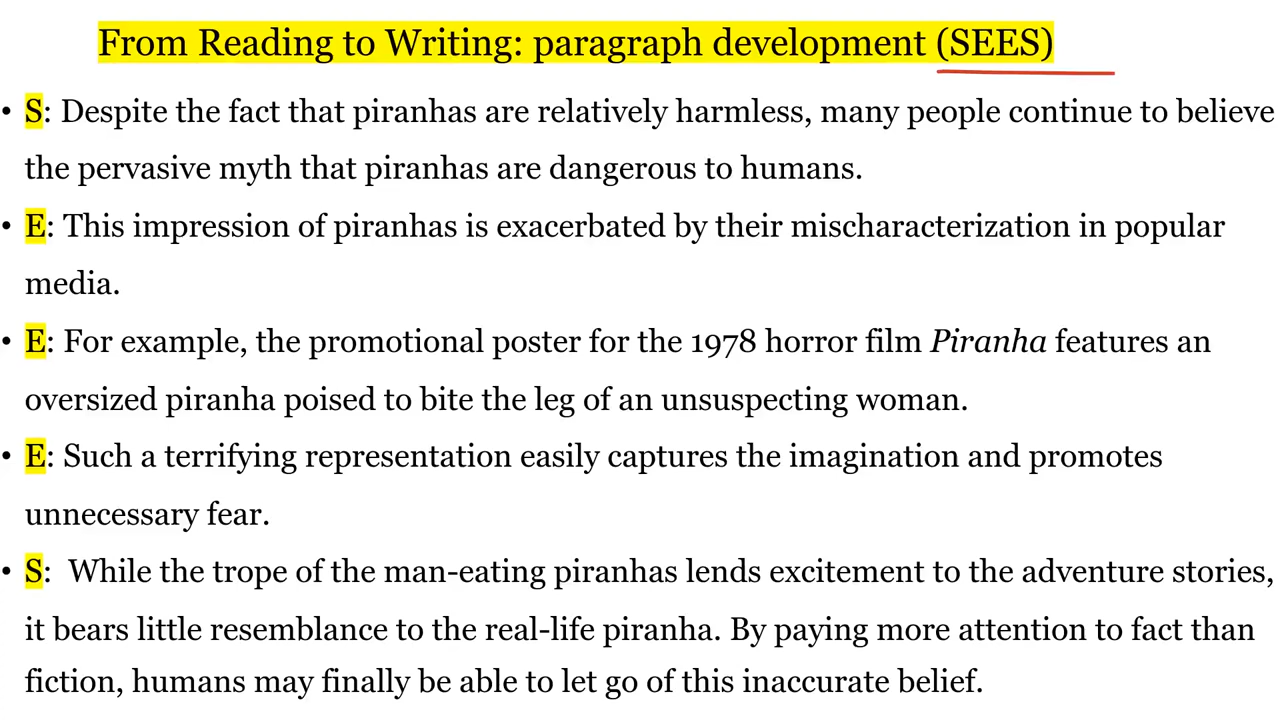 From Reading to Writing: paragraph development (SEES)
• S: Despite the fact that piranhas are relatively harmless, many people continue to believe
the pervasive myth that piranhas are dangerous to humans.
• E: This impression of piranhas is exacerbated by their mischaracterization in popular
media.
• E: For example, the promotional poster for the 1978 horror film Piranha features an
oversized piranha poised to bite the leg of an unsuspecting woman.
• E: Such a terrifying representation easily captures the imagination and promotes
unnecessary fear.
• S: While the trope of the man-eating piranhas lends excitement to the adventure stories,
it bears little resemblance to the real-life piranha. By paying more attention to fact than
fiction, humans may finally be able to let go of this inaccurate belief.